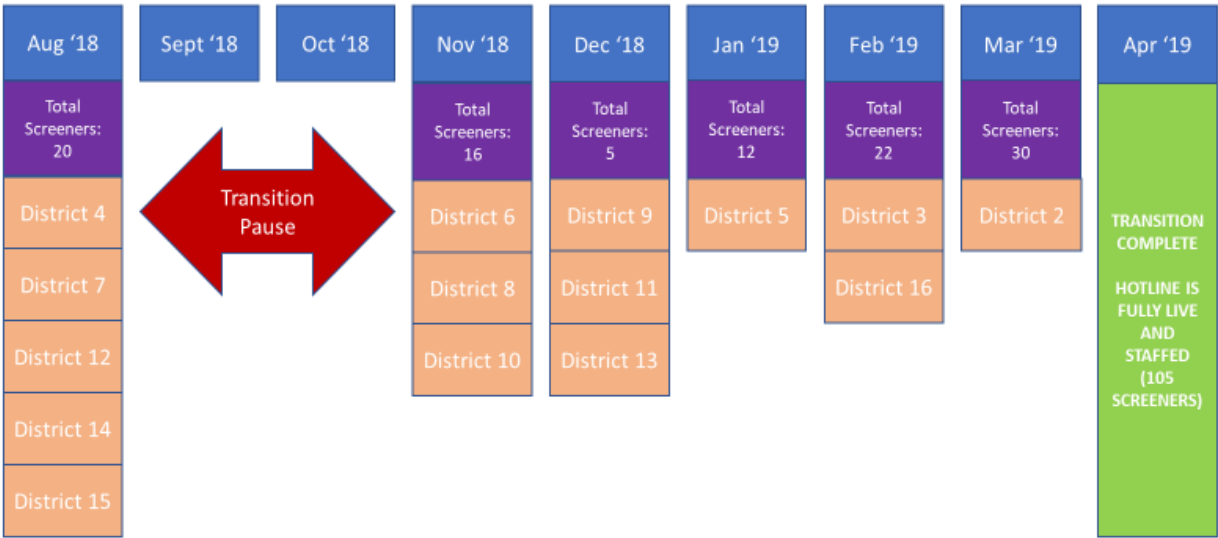 Aug ‘18
Sept ‘18
Oct ‘18
Nov ‘18
Dec ‘18
Jan ‘19
Feb ‘19
Mar ‘19
Apr ‘19
Total
Screeners:
20
District 4
District 7
District 12
District 14
District 15
Transition
Pause
Total
Screeners:
16
District 6
District 8
District 10
Total
Screeners:
5
District 9
District 11
District 13
Total
Screeners:
12
District 5
Total
Screeners:
22
District 3
District 16
Total
Screeners:
30
District 2
TRANSITION
COMPLETE
HOTLINE IS
FULLY LIVE
AND
STAFFED
(105
SCREENERS)